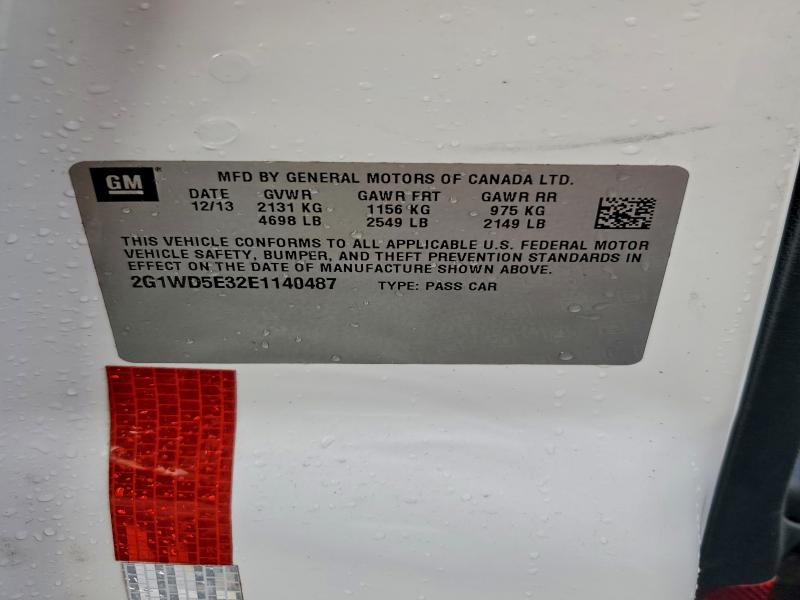 GM MFD BY GENERAL MOTORS OF CANADA LTD.
DATE GVWR GAWR FRT GAWR RR
12/13 2131 KG 1156 KG 975 KG
4698 LB 2549 LB 2149 LB
THIS VEHICLE CONFORMS TO ALL APPLICABLE U.S. FEDERAL MOTOR
VEHICLE SAFETY, BUMPER, AND THEFT PREVENTION STANDARDS IN
EFFECT ON THE DATE OF MANUFACTURE SHOWN ABOVE.
2G1WD5E32E1140487 TYPE: PASS CAR